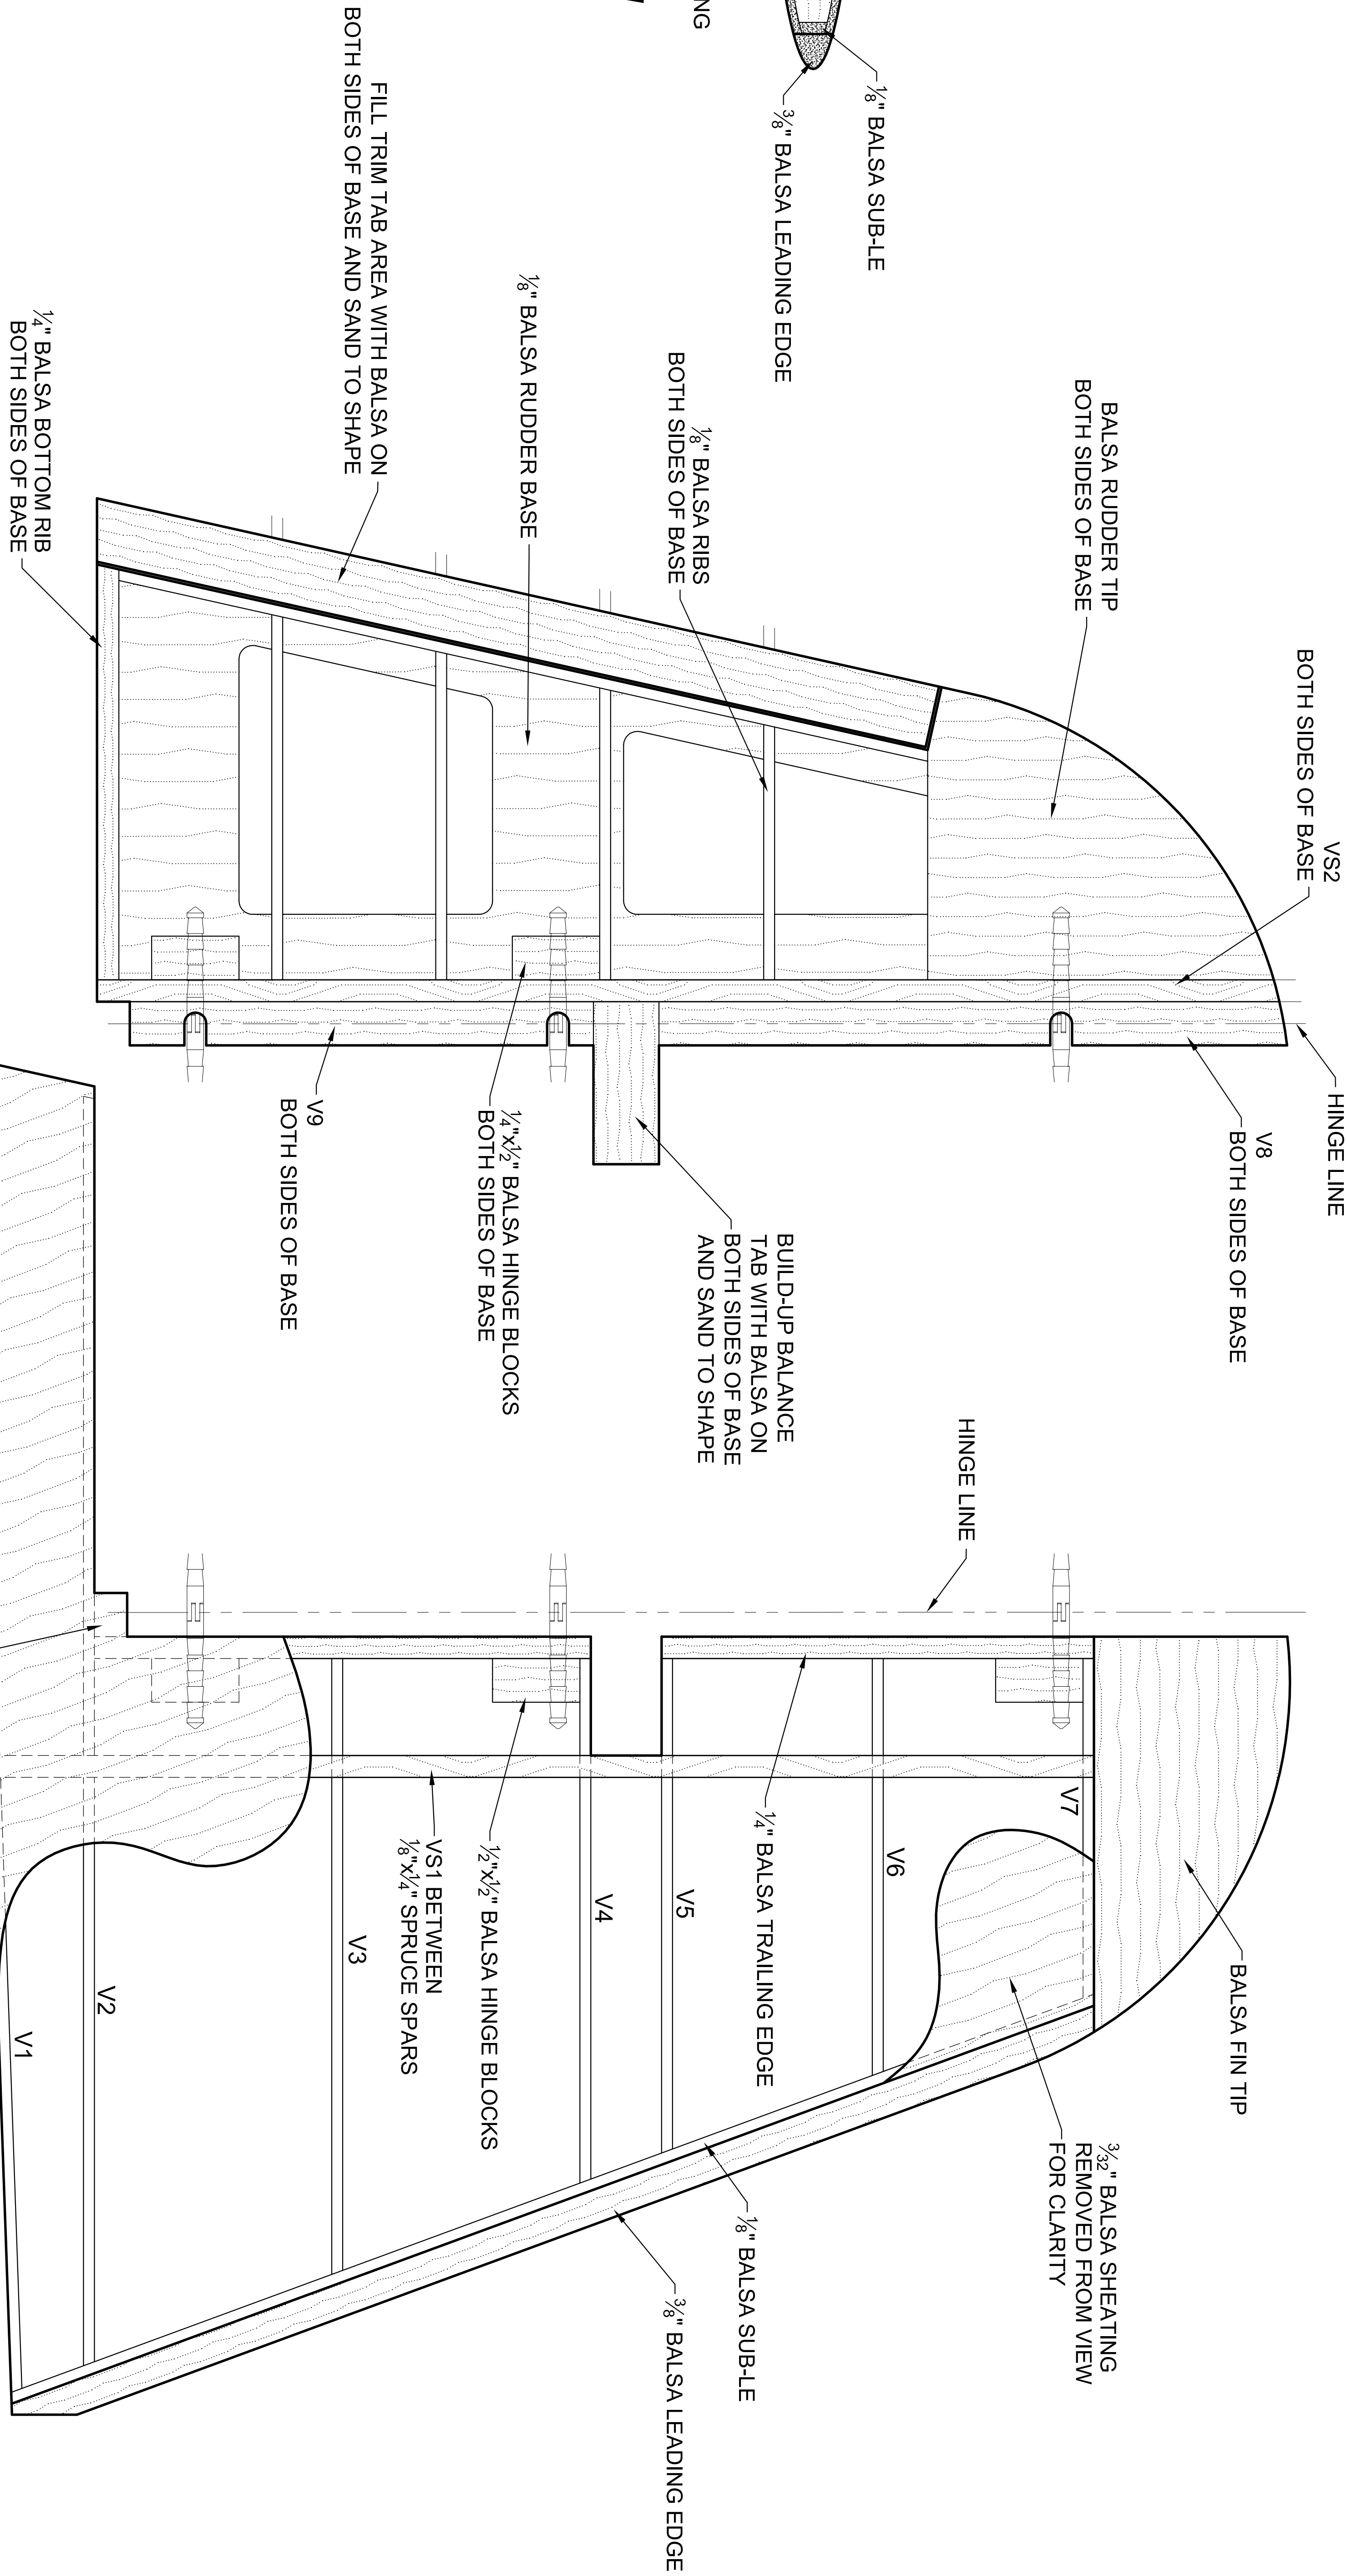 NG
⅛" BALSA SUB-LE
⅜" BALSA LEADING EDGE
FILL TRIM TAB AREA WITH BALSA ON
BOTH SIDES OF BASE AND SAND TO SHAPE
¼" BALSA BOTTOM RIB
BOTH SIDES OF BASE
⅛" BALSA RUDDER BASE
⅛" BALSA RIBS
BOTH SIDES OF BASE
BALSA RUDDER TIP
BOTH SIDES OF BASE
VS2
BOTH SIDES OF BASE
HINGE LINE
V8
BOTH SIDES OF BASE
BUILD-UP BALANCE
TAB WITH BALSA ON
BOTH SIDES OF BASE
AND SAND TO SHAPE
¼"x½" BALSA HINGE BLOCKS
BOTH SIDES OF BASE
V9
BOTH SIDES OF BASE
HINGE LINE
BALSA FIN TIP
3⁄32" BALSA SHEATING
REMOVED FROM VIEW
FOR CLARITY
V7
V6
¼" BALSA TRAILING EDGE
V5
V4
½"x½" BALSA HINGE BLOCKS
VS1 BETWEEN
⅛"x¼" SPRUCE SPARS
V3
V2
V1
⅛" BALSA SUB-LE
⅜" BALSA LEADING EDGE